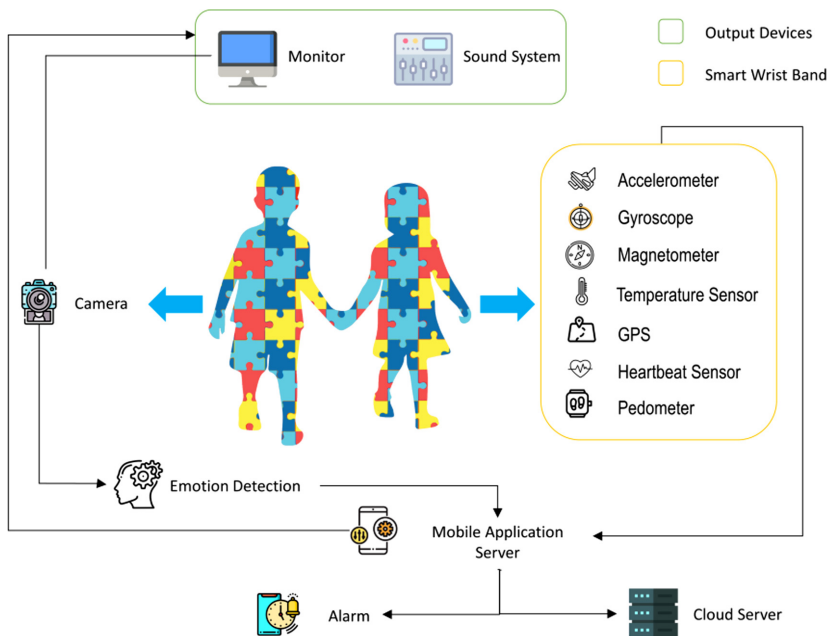 Monitor
Sound System
Output Devices
Smart Wrist Band
Accelerometer
Gyroscope
N
Magnetometer
Temperature Sensor
Camera
GPS
Heartbeat Sensor
Pedometer
Emotion Detection
Mobile Application
Server
Alarm
Cloud Server